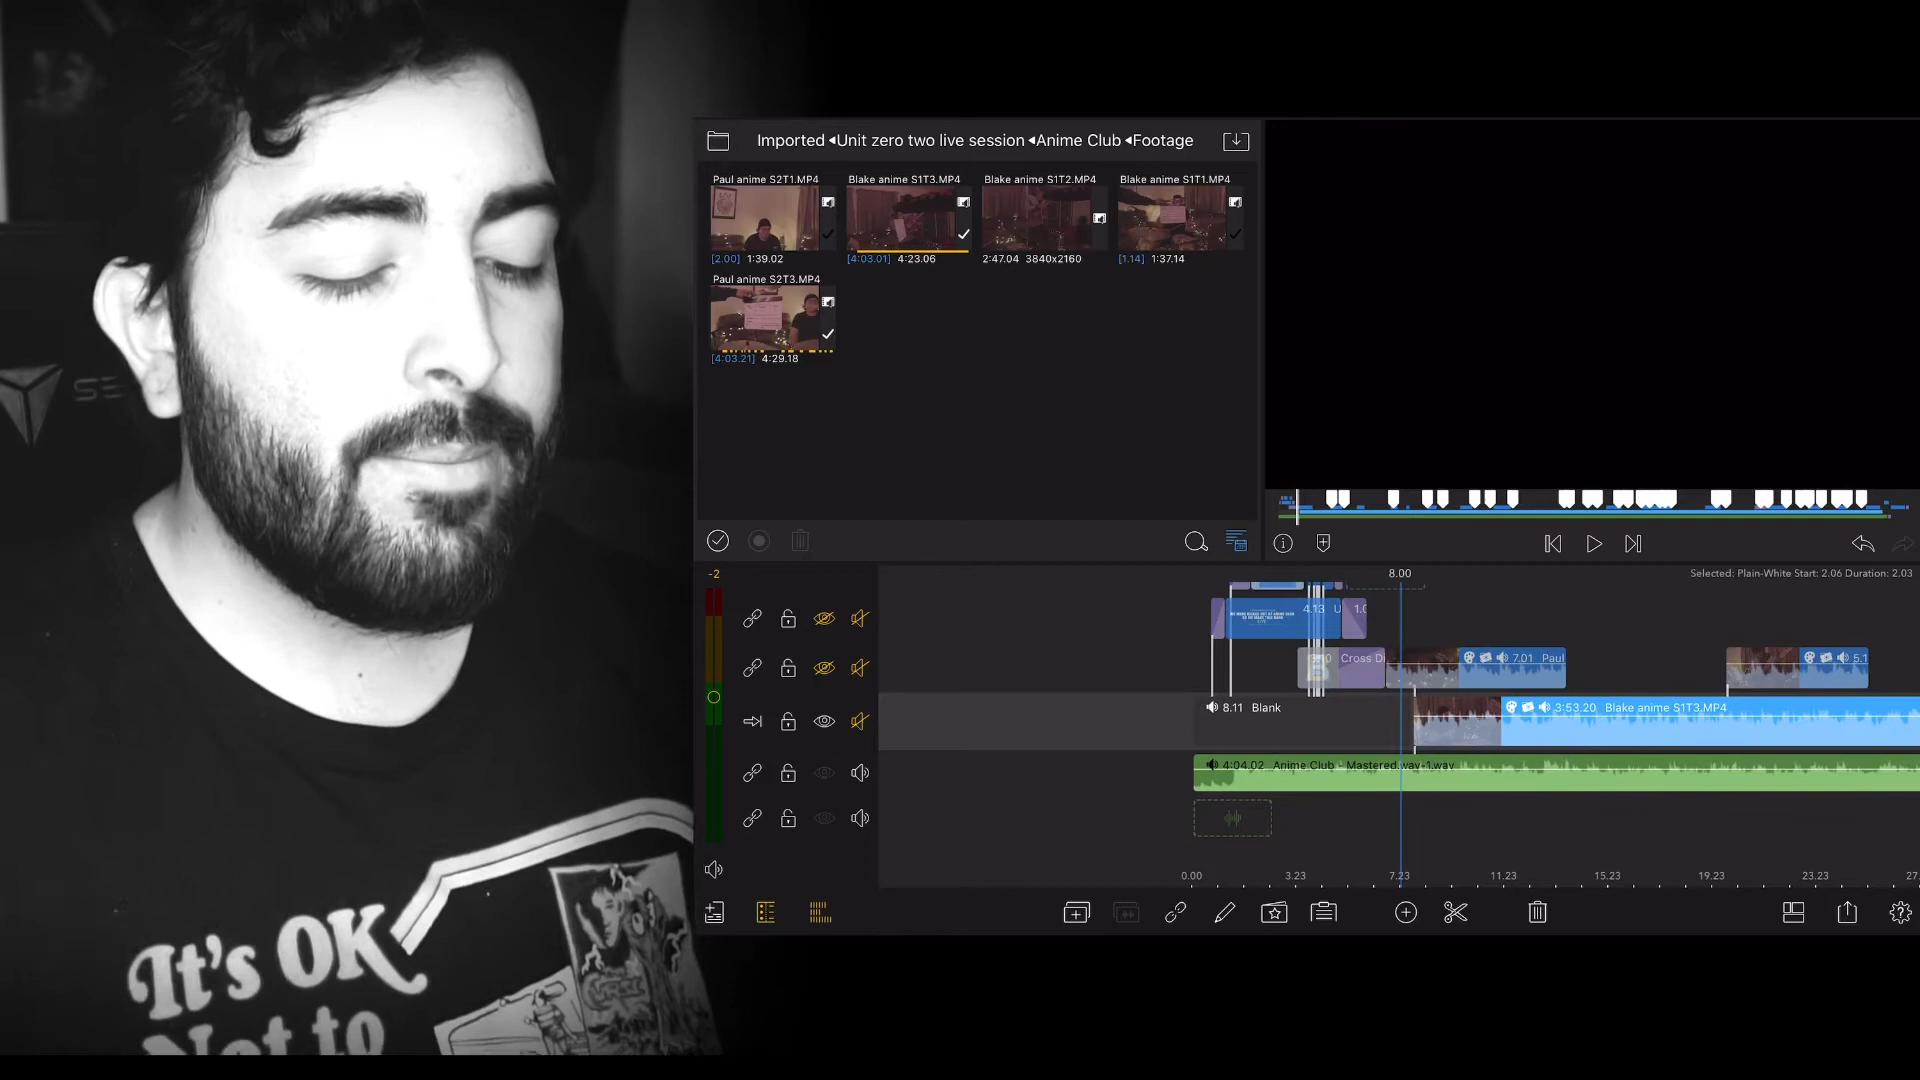 SE
It's OK
Not to
Imported ◂Unit zero two live session ◂Anime Club ◂Footage
Paul anime S2T1.MP4
Blake anime S1T3.MP4
Blake anime S1T2.MP4
Blake anime S1T1.MP4
[2.00] 1:39.02
[4:03.01] 4:23.06
2:47.04 3840x2160
[1.14] 1:37.14
Paul anime S2T3.MP4
[4:03.21] 4:29.18
-2
8.00
Selected: Plain-White Start: 2.06 Duration: 2.03
4.13 U
1.0
Cross Di
7.01 Paul
5.1
8.11 Blank
3:53.20 Blake anime S1T3.MP4
4:04.02 Anime Club - Mastered.wav-1.wav
0.00
3.23
7.23
11.23
15.23
19.23
23.23
27.